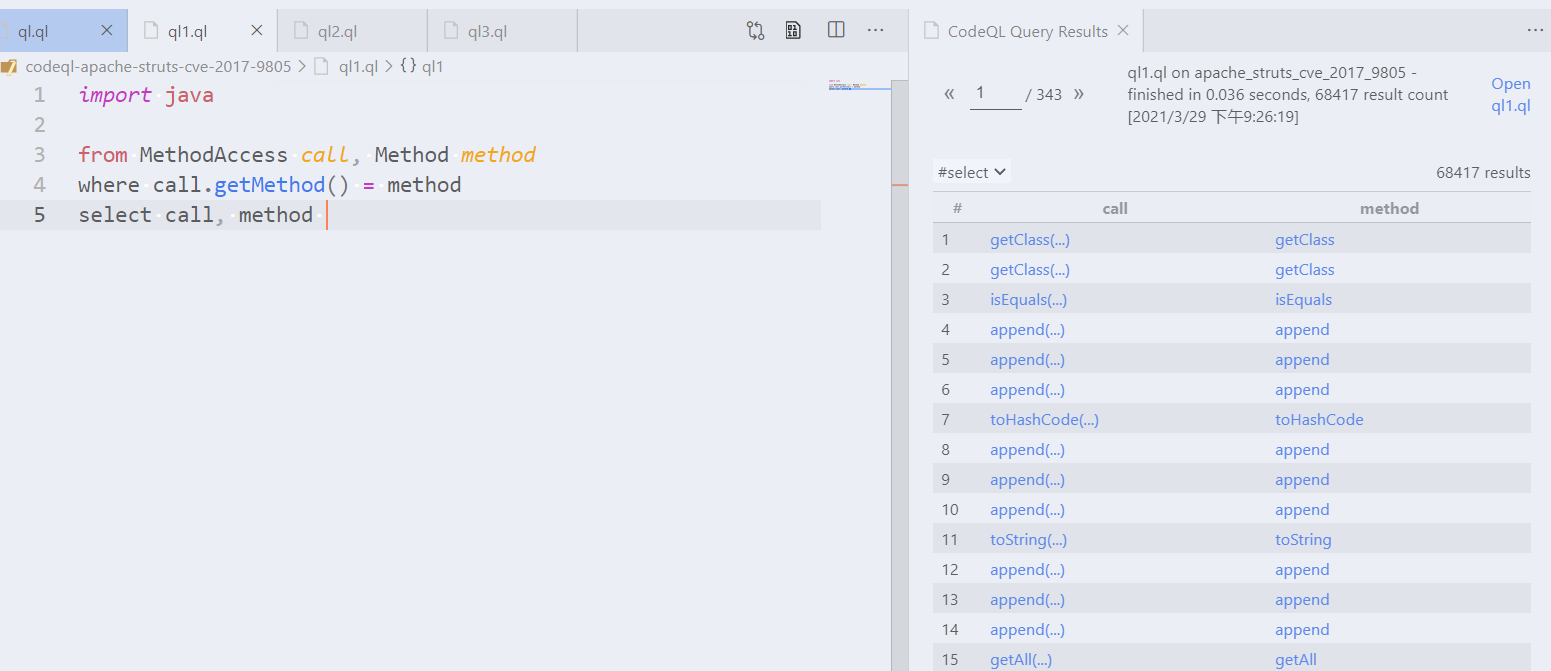 ql.ql
ql1.ql
ql2.ql
ql3.ql
codeql-apache-struts-cve-2017-9805 > ql1.ql > {} ql1
1 import java
2
3 from MethodAccess call, Method method
4 where call.getMethod() = method
5 select call, method
CodeQL Query Results
« 1 / 343 »
ql1.ql on apache_struts_cve_2017_9805 -
finished in 0.036 seconds, 68417 result count
[2021/3/29 下午9:26:19]
Open
ql1.ql
#select
68417 results
# call method
1 getClass(...) getClass
2 getClass(...) getClass
3 isEquals(...) isEquals
4 append(...) append
5 append(...) append
6 append(...) append
7 toHashCode(...) toHashCode
8 append(...) append
9 append(...) append
10 append(...) append
11 toString(...) toString
12 append(...) append
13 append(...) append
14 append(...) append
15 getAll(...) getAll